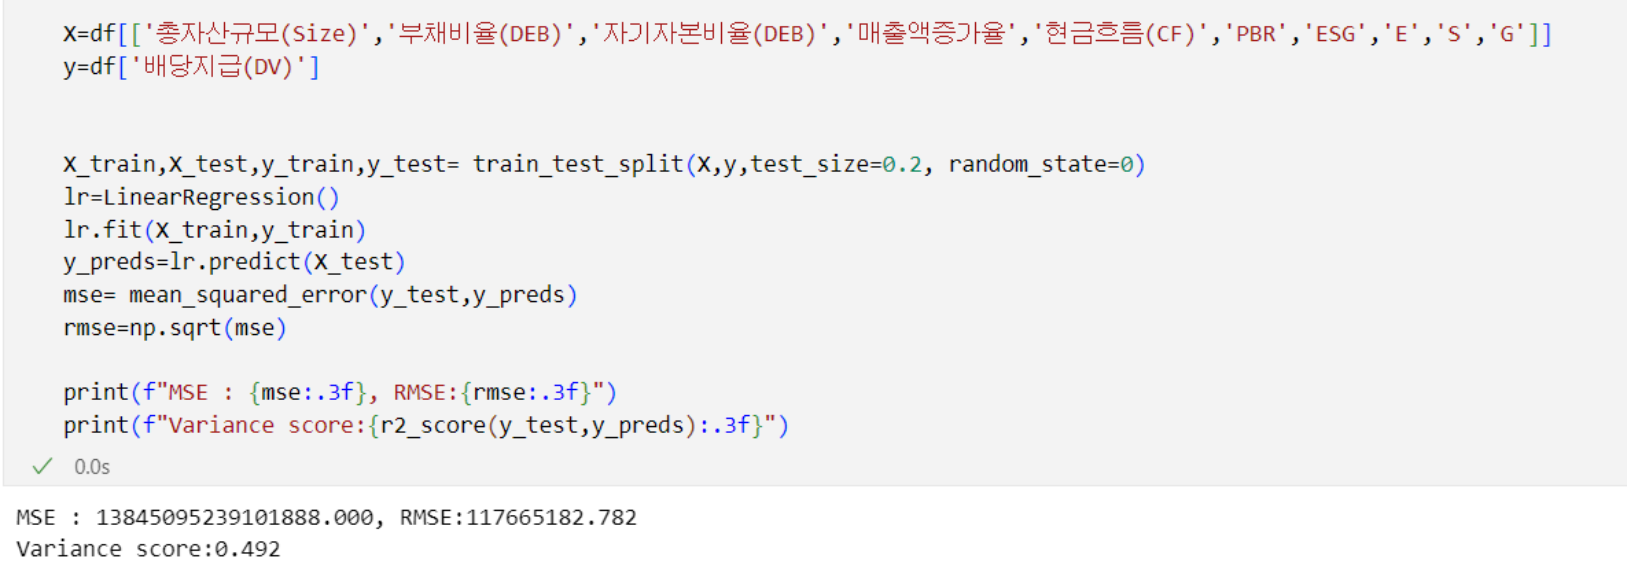 X=df[['총자산규모(Size)','부채비율(DEB)','자기자본비율(DEB)','매출액증가율','현금흐름(CF)','PBR','ESG','E','S','G']]
y=df['배당지급(DV)']
X_train,X_test,y_train,y_test= train_test_split(X,y,test_size=0.2, random_state=0)
lr=LinearRegression()
lr.fit(X_train,y_train)
y_preds=lr.predict(X_test)
mse= mean_squared_error(y_test,y_preds)
rmse=np.sqrt(mse)
print(f"MSE : {mse:.3f}, RMSE:{rmse:.3f}")
print(f"Variance score:{r2_score(y_test,y_preds):.3f}")
0.0s
MSE : 13845095239101888.000, RMSE:117665182.782
Variance score:0.492